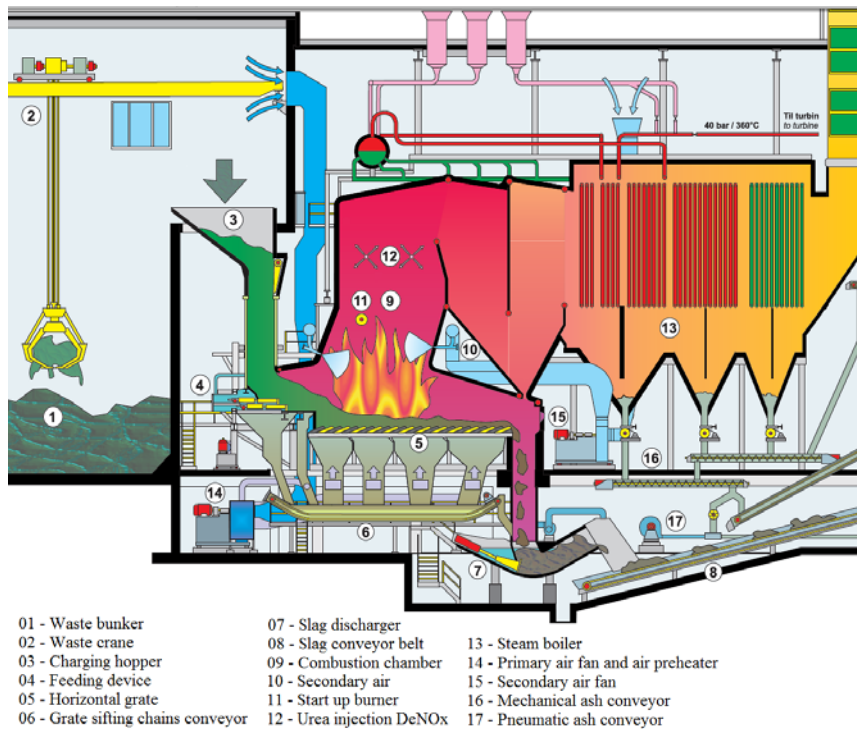 2
3
40 bar / 360°C
Til turbin
to turbine
12
11
9
10
13
4
1
15
5
16
14
6
17
7
8
01 - Waste bunker
02 - Waste crane
03 - Charging hopper
04 - Feeding device
05 - Horizontal grate
06 - Grate sifting chains conveyor
07 - Slag discharger
08 - Slag conveyor belt
09 - Combustion chamber
10 - Secondary air
11 - Start up burner
12 - Urea injection DeNOx
13 - Steam boiler
14 - Primary air fan and air preheater
15 - Secondary air fan
16 - Mechanical ash conveyor
17 - Pneumatic ash conveyor